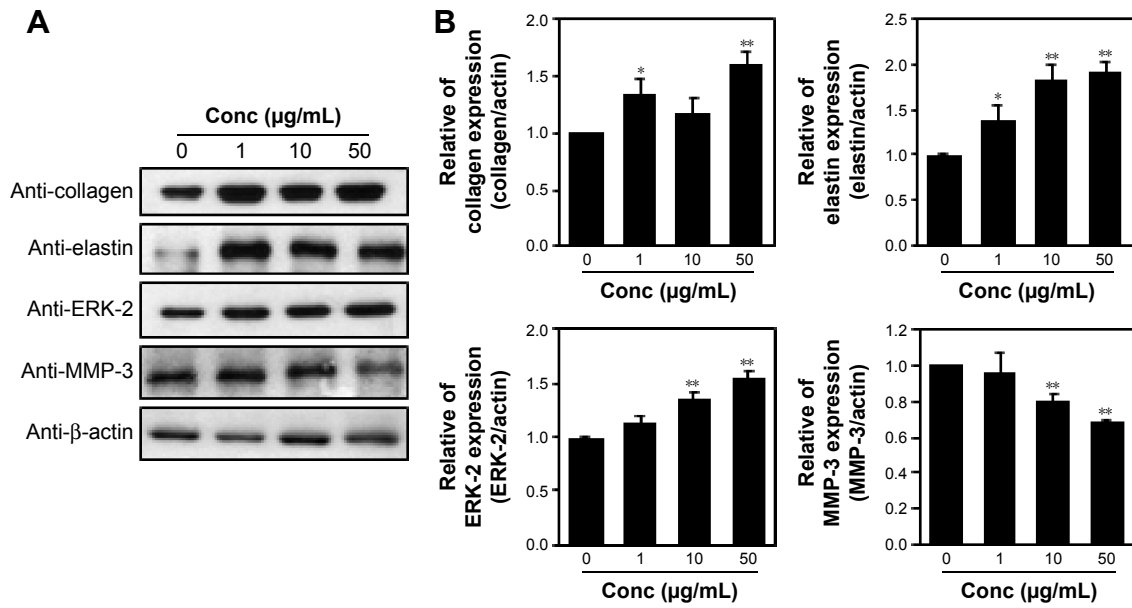 A
Conc (µg/mL)
0 1 10 50
Anti-collagen
Anti-elastin
Anti-ERK-2
Anti-MMP-3
Anti-β-actin
B
Relative of
collagen expression
(collagen/actin)
2.0
1.5
1.0
0.5
0.0
*
**
0 1 10 50
Conc (µg/mL)
Relative of
elastin expression
(elastin/actin)
2.5
2.0
1.5
1.0
0.5
0.0
*
**
**
0 1 10 50
Conc (µg/mL)
Relative of
ERK-2 expression
(ERK-2/actin)
2.0
1.5
1.0
0.5
0.0
**
**
0 1 10 50
Conc (µg/mL)
Relative of
MMP-3 expression
(MMP-3/actin)
1.2
1.0
0.8
0.6
0.4
0.2
0.0
**
**
0 1 10 50
Conc (µg/mL)